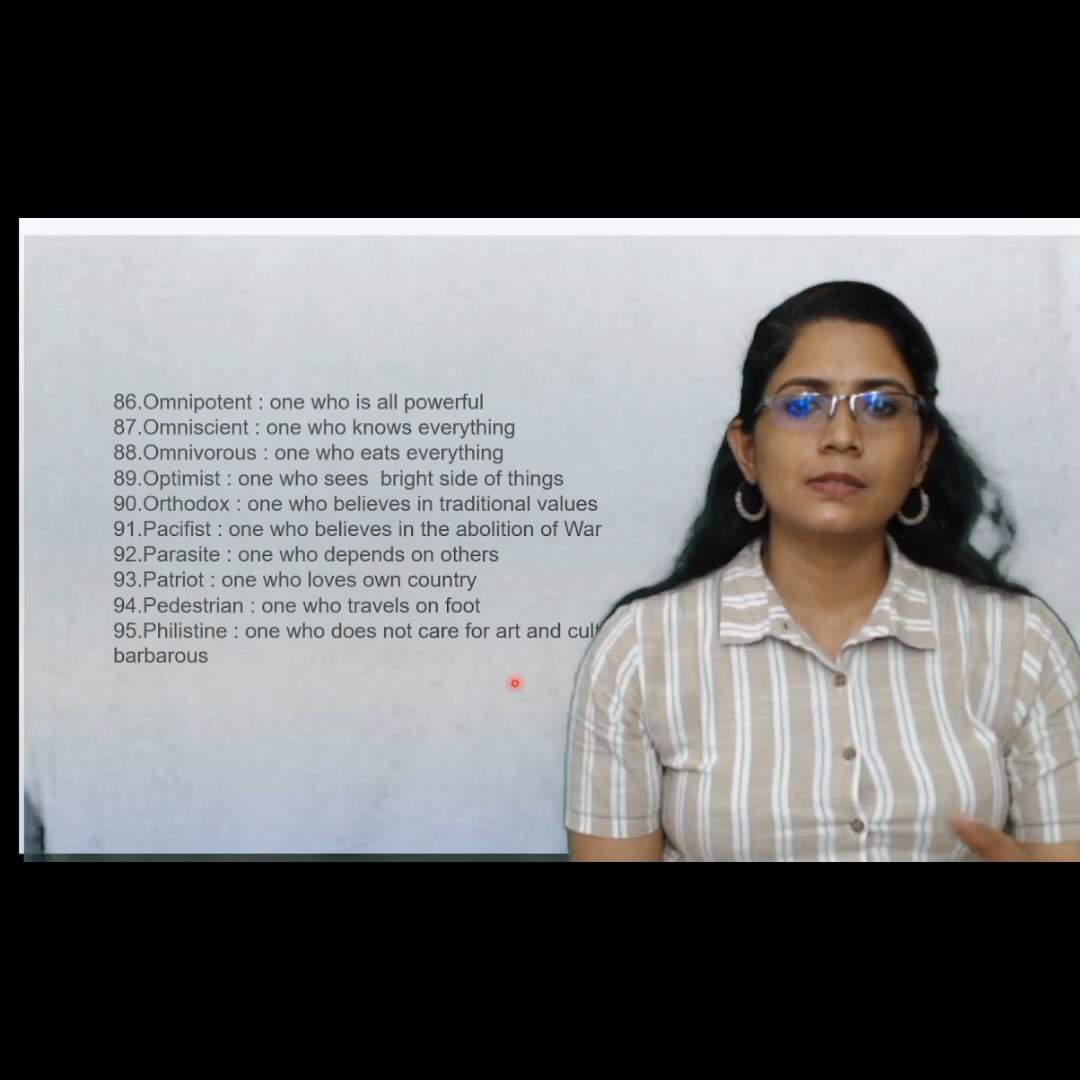 86.Omnipotent : one who is all powerful
87.Omniscient : one who knows everything
88.Omnivorous : one who eats everything
89.Optimist : one who sees  bright side of things
90.Orthodox : one who believes in traditional values
91.Pacifist : one who believes in the abolition of War
92.Parasite : one who depends on others
93.Patriot : one who loves own country
94.Pedestrian : one who travels on foot
95.Philistine : one who does not care for art and
barbarous